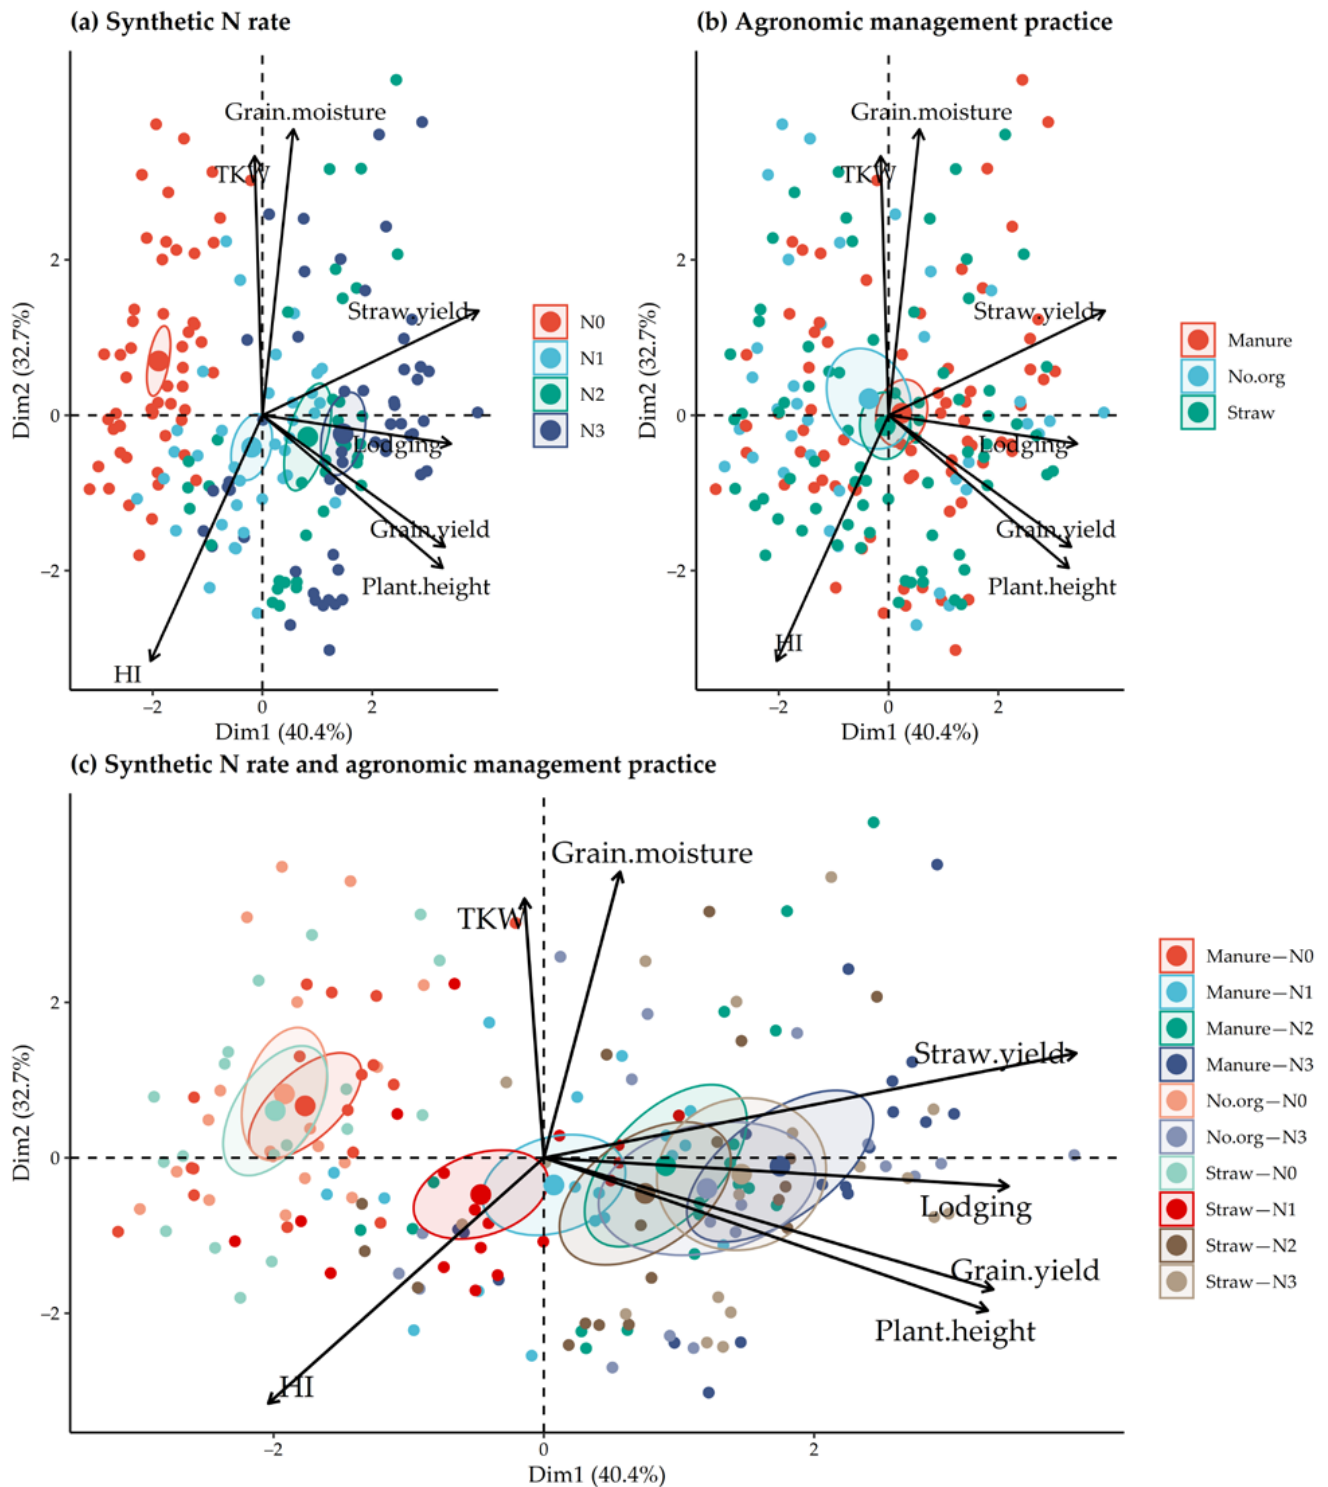 (a) Synthetic N rate
(b) Agronomic management practice
Grain.moisture
TKW
Straw.yield
Lodging
Grain.yield
Plant.height
HI
2
0
−2
Dim2 (32.7%)
−2
0
2
Dim1 (40.4%)
N0
N1
N2
N3
Grain.moisture
TKW
Straw.yield
Lodging
Grain.yield
Plant.height
HI
2
0
−2
Dim2 (32.7%)
−2
0
2
Dim1 (40.4%)
Manure
No.org
Straw
(c) Synthetic N rate and agronomic management practice
Grain.moisture
TKW
Straw.yield
Lodging
Grain.yield
Plant.height
HI
2
0
−2
Dim2 (32.7%)
−2
0
2
Dim1 (40.4%)
Manure−N0
Manure−N1
Manure−N2
Manure−N3
No.org−N0
No.org−N3
Straw−N0
Straw−N1
Straw−N2
Straw−N3